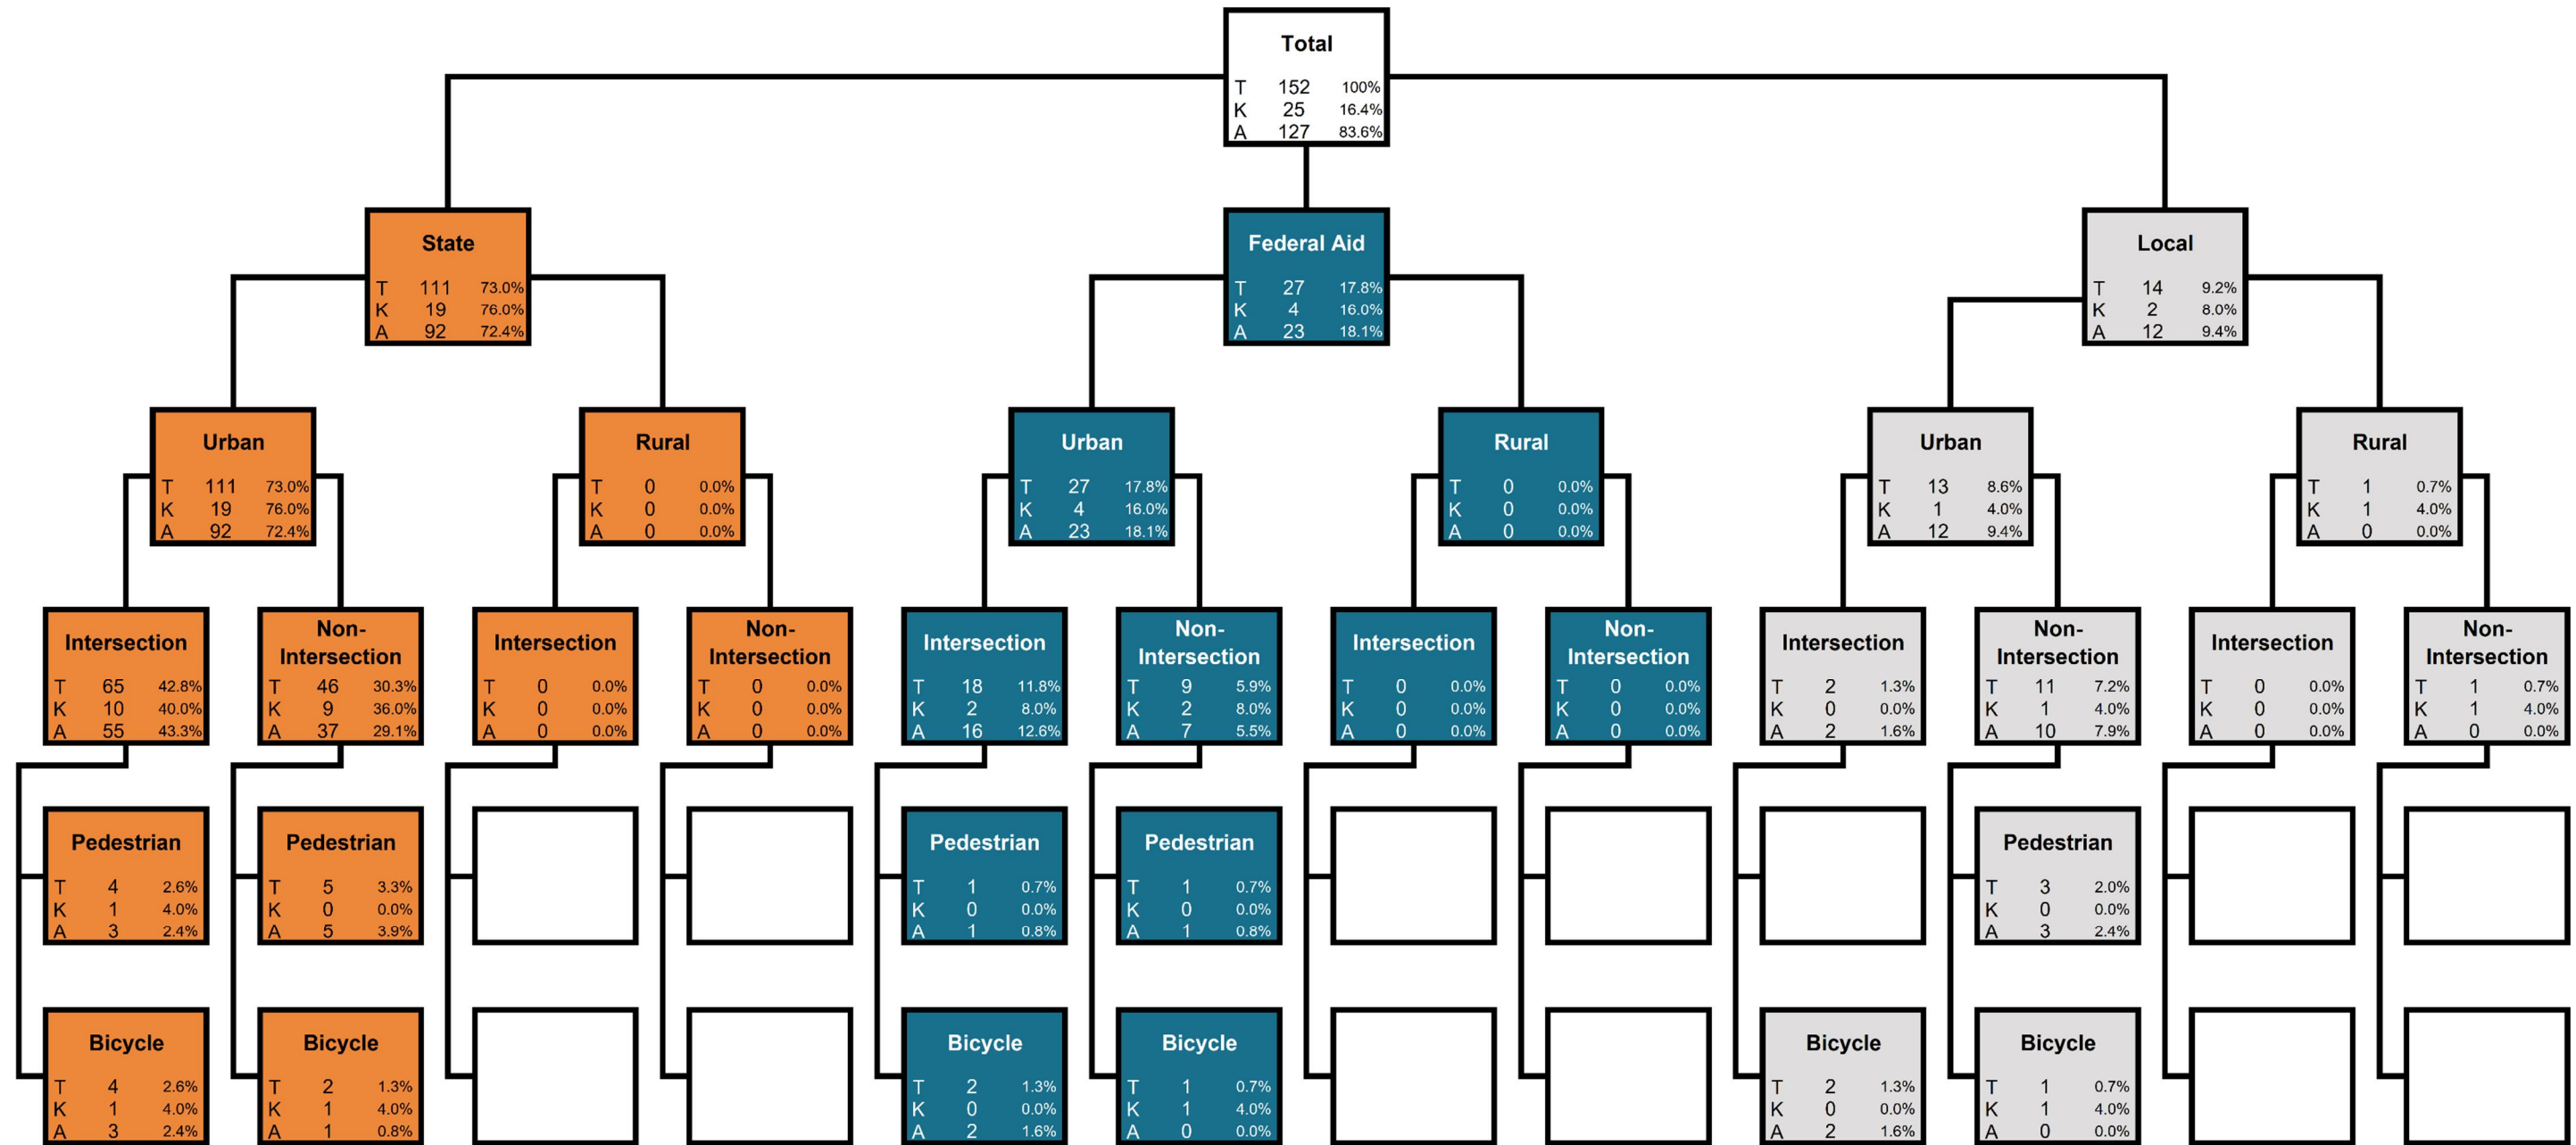 Total
T 152 100%
K 25 16.4%
A 127 83.6%
State
T 111 73.0%
K 19 76.0%
A 92 72.4%
Federal Aid
T 27 17.8%
K 4 16.0%
A 23 18.1%
Local
T 14 9.2%
K 2 8.0%
A 12 9.4%
Urban
T 111 73.0%
K 19 76.0%
A 92 72.4%
Rural
T 0 0.0%
K 0 0.0%
A 0 0.0%
Urban
T 27 17.8%
K 4 16.0%
A 23 18.1%
Rural
T 0 0.0%
K 0 0.0%
A 0 0.0%
Urban
T 13 8.6%
K 1 4.0%
A 12 9.4%
Rural
T 1 0.7%
K 1 4.0%
A 0 0.0%
Intersection
T 65 42.8%
K 10 40.0%
A 55 43.3%
Non-
Intersection
T 46 30.3%
K 9 36.0%
A 37 29.1%
Intersection
T 0 0.0%
K 0 0.0%
A 0 0.0%
Non-
Intersection
T 0 0.0%
K 0 0.0%
A 0 0.0%
Intersection
T 18 11.8%
K 2 8.0%
A 16 12.6%
Non-
Intersection
T 9 5.9%
K 2 8.0%
A 7 5.5%
Intersection
T 0 0.0%
K 0 0.0%
A 0 0.0%
Non-
Intersection
T 0 0.0%
K 0 0.0%
A 0 0.0%
Intersection
T 2 1.3%
K 0 0.0%
A 2 1.6%
Non-
Intersection
T 11 7.2%
K 1 4.0%
A 10 7.9%
Intersection
T 0 0.0%
K 0 0.0%
A 0 0.0%
Non-
Intersection
T 1 0.7%
K 1 4.0%
A 0 0.0%
Pedestrian
T 4 2.6%
K 1 4.0%
A 3 2.4%
Pedestrian
T 5 3.3%
K 0 0.0%
A 5 3.9%
Pedestrian
T 1 0.7%
K 0 0.0%
A 1 0.8%
Pedestrian
T 1 0.7%
K 0 0.0%
A 1 0.8%
Pedestrian
T 3 2.0%
K 0 0.0%
A 3 2.4%
Bicycle
T 4 2.6%
K 1 4.0%
A 3 2.4%
Bicycle
T 2 1.3%
K 1 4.0%
A 1 0.8%
Bicycle
T 2 1.3%
K 0 0.0%
A 2 1.6%
Bicycle
T 1 0.7%
K 1 4.0%
A 0 0.0%
Bicycle
T 2 1.3%
K 0 0.0%
A 2 1.6%
Bicycle
T 1 0.7%
K 1 4.0%
A 0 0.0%